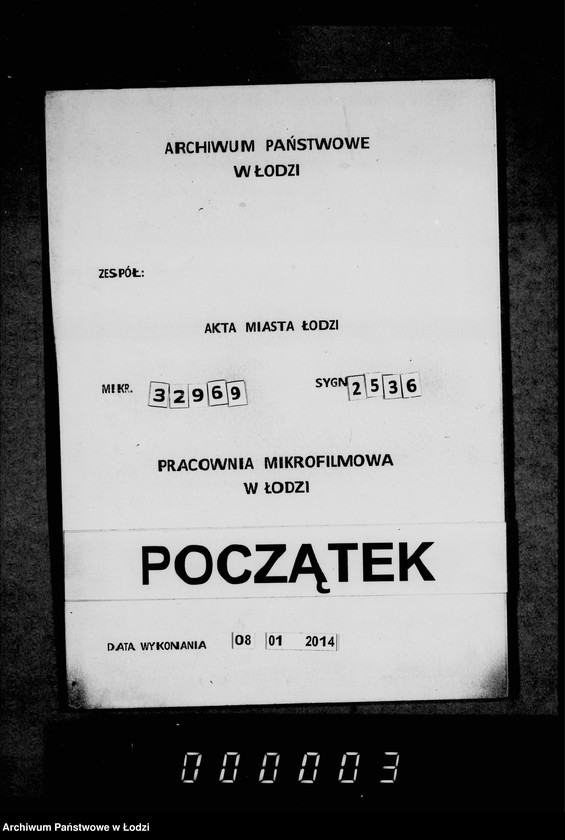 ARCHIWUM PAŃSTWOWE
W ŁODZI
ZESPÓŁ:
AKTA MIASTA ŁODZI
MIKR. 32969 SYGN 2536
PRACOWNIA MIKROFILMOWA
W ŁODZI
POCZĄTEK
DATA WYKONANIA 08 01 2014
000003
Archiwum Państwowe w Łodzi